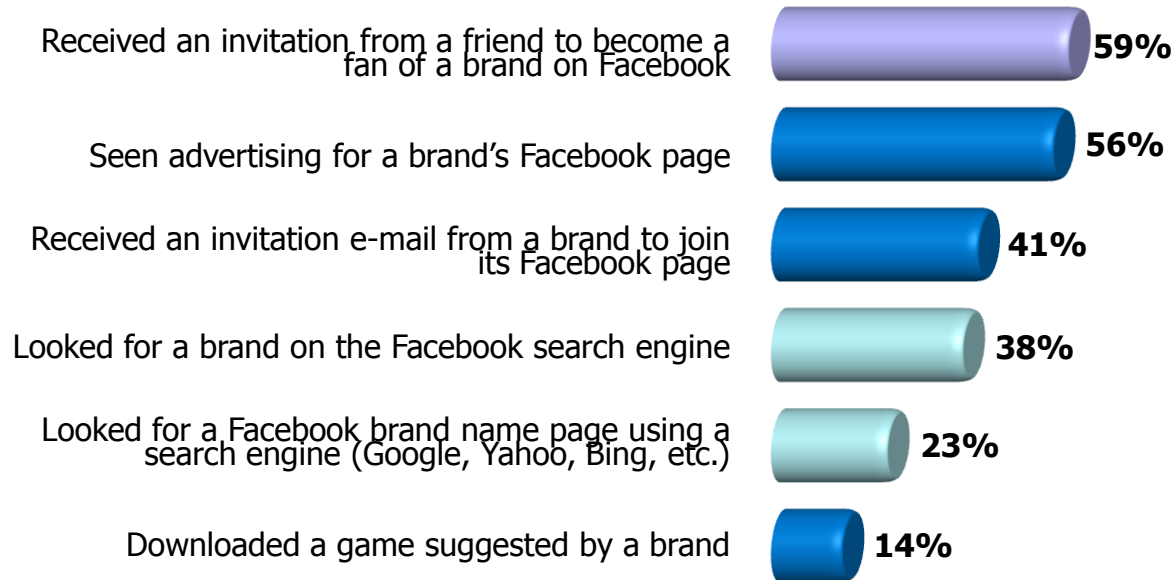 Received an invitation from a friend to become a
fan of a brand on Facebook
59%
Seen advertising for a brand’s Facebook page
56%
Received an invitation e-mail from a brand to join
its Facebook page
41%
Looked for a brand on the Facebook search engine
38%
Looked for a Facebook brand name page using a
search engine (Google, Yahoo, Bing, etc.)
23%
Downloaded a game suggested by a brand
14%